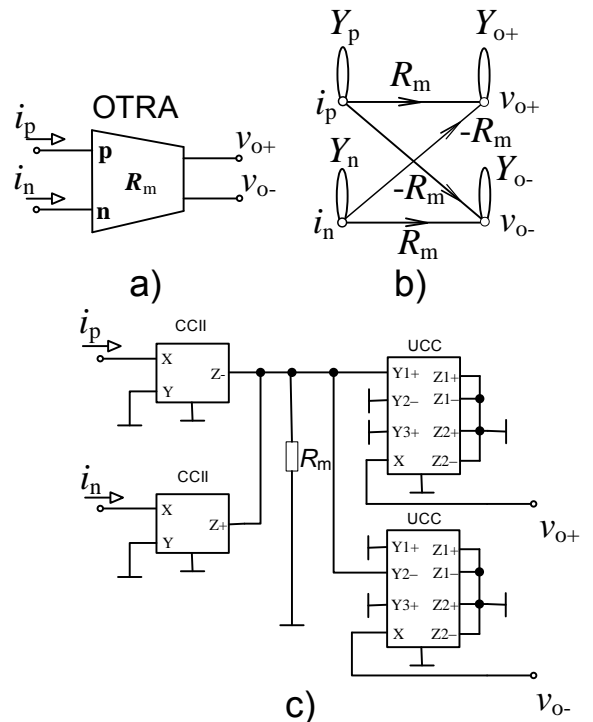 OTRA
i_p
p
R_m
v_o+
i_n
n
v_o-
a)
Y_p
Y_o+
R_m
i_p
v_o+
-R_m
Y_n
Y_o-
-R_m
i_n
v_o-
R_m
b)
i_p
CCII
X
Y
Z-
i_n
CCII
X
Y
Z+
R_m
UCC
Y1+
Y2–
Y3+
X
Z1+
Z1–
Z2+
Z2–
v_o+
UCC
Y1+
Y2–
Y3+
X
Z1+
Z1–
Z2+
Z2–
v_o-
c)